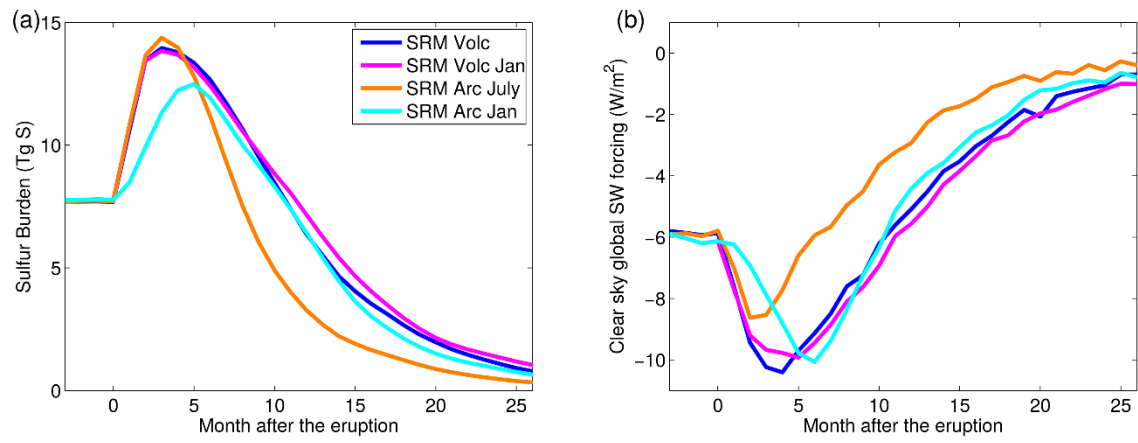 (a)
15
10
5
0
Sulfur Burden (Tg S)
SRM Volc
SRM Volc Jan
SRM Arc July
SRM Arc Jan
0 5 10 15 20 25
Month after the eruption
(b)
0
−2
−4
−6
−8
−10
Clear sky global SW forcing (W/m²)
0 5 10 15 20 25
Month after the eruption